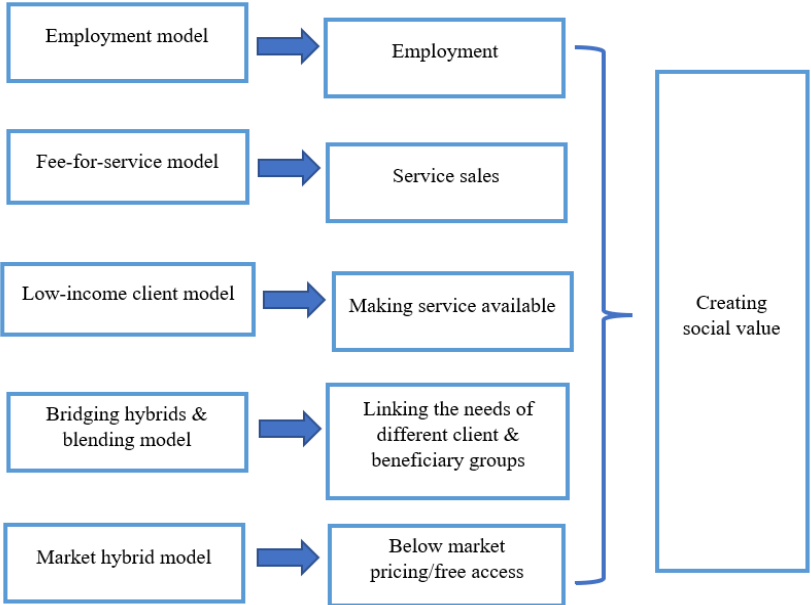 Employment model
Employment
Fee-for-service model
Service sales
Low-income client model
Making service available
Bridging hybrids &
blending model
Linking the needs of
different client &
beneficiary groups
Market hybrid model
Below market
pricing/free access
Creating
social value